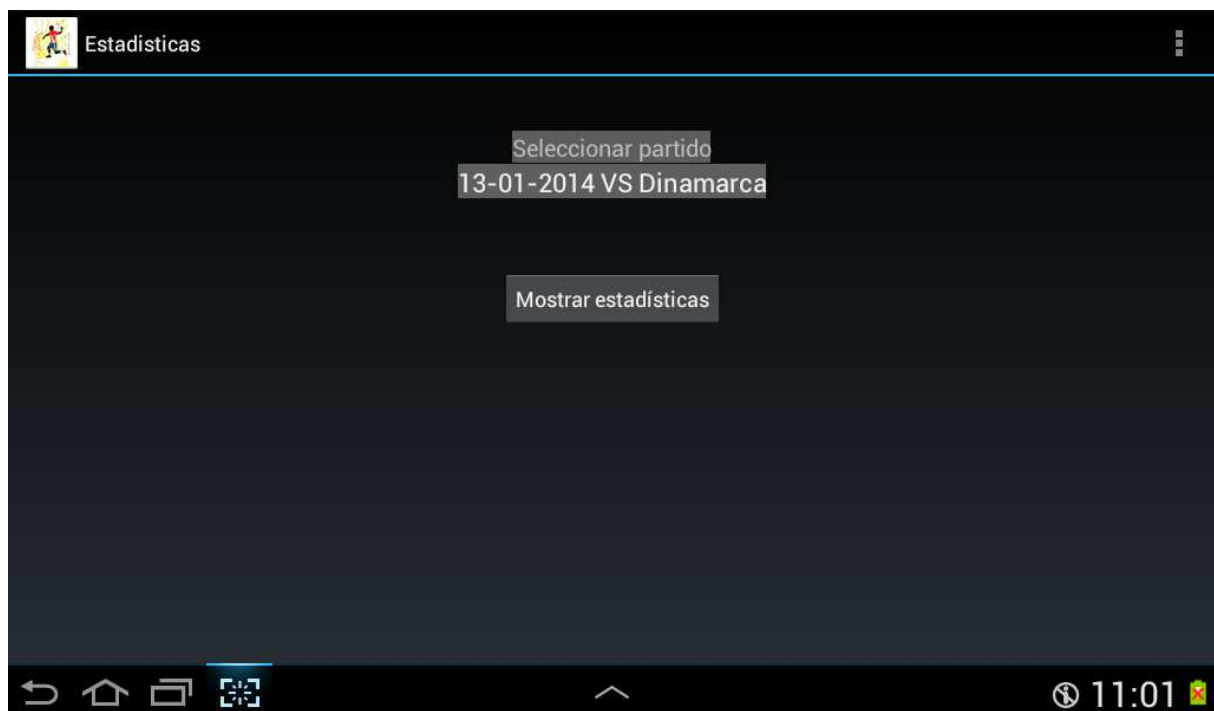 Estadisticas
Seleccionar partido
13-01-2014 VS Dinamarca
Mostrar estadísticas
11:01